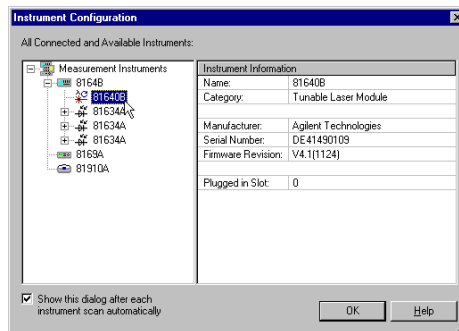 Instrument Configuration
All Connected and Available Instruments:
Measurement Instruments
8164B
81640B
81634A
81634A
81634A
8169A
81910A
Instrument Information
Name: 81640B
Category: Tunable Laser Module
Manufacturer: Agilent Technologies
Serial Number: DE41490109
Firmware Revision: V4.1(1124)
Plugged in Slot: 0
Show this dialog after each
instrument scan automatically
OK
Help